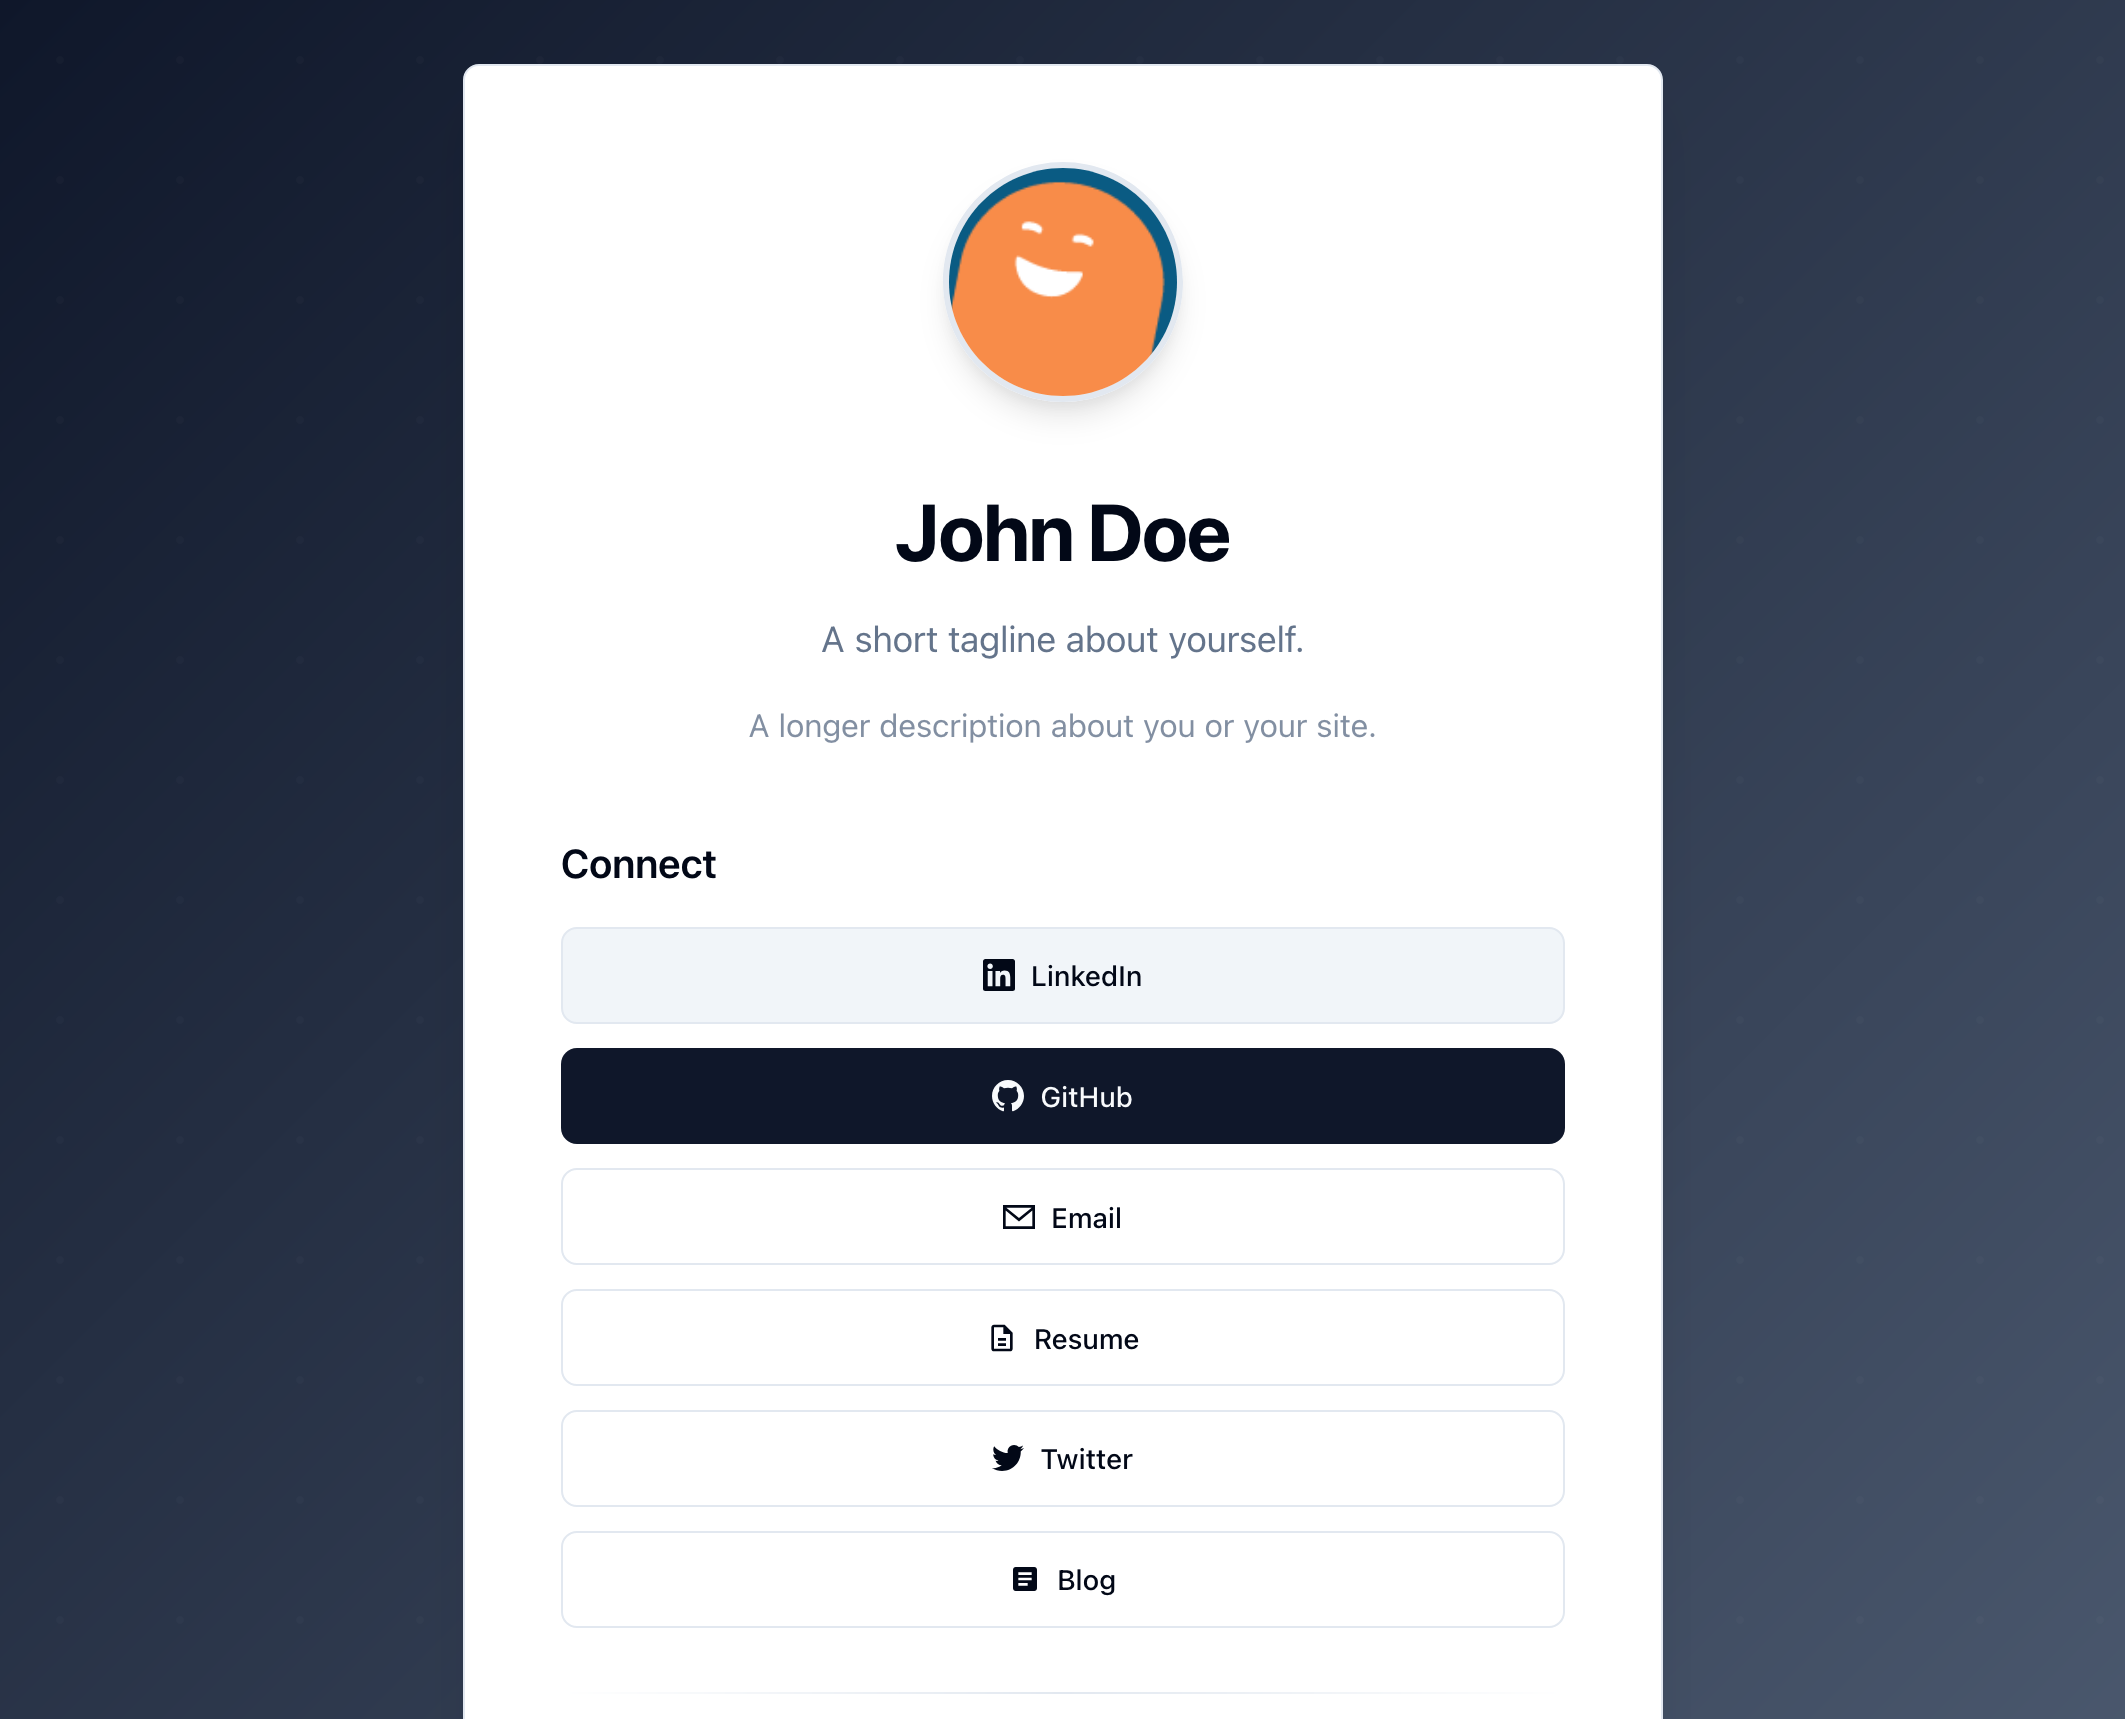 John Doe
A short tagline about yourself.
A longer description about you or your site.
Connect
LinkedIn
GitHub
Email
Resume
Twitter
Blog